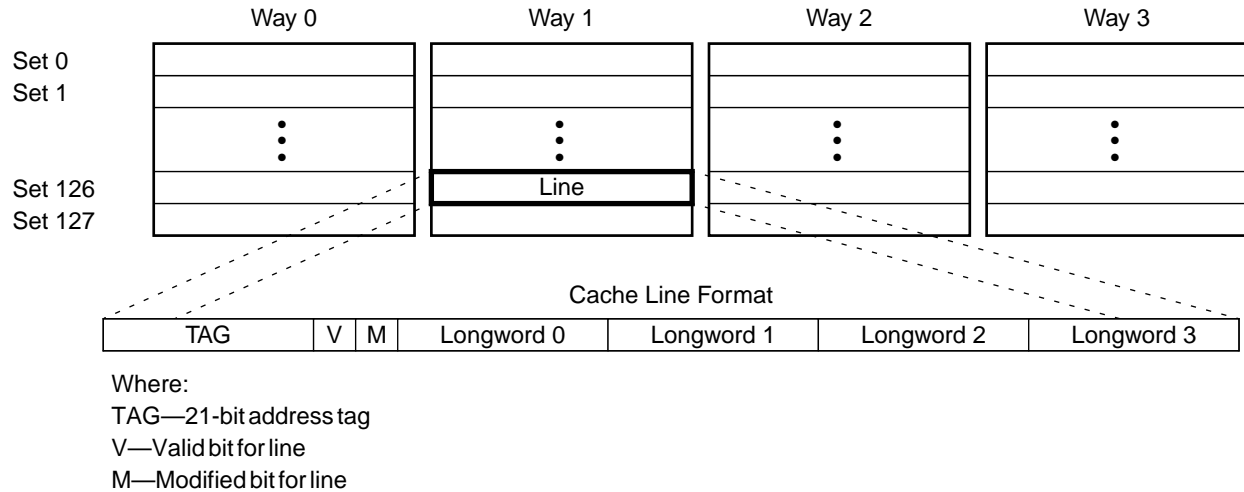 Way 0 Way 1 Way 2 Way 3
Set 0
Set 1
Set 126
Line
Set 127
Cache Line Format
TAG V M Longword 0 Longword 1 Longword 2 Longword 3
Where:
TAG—21-bit address tag
V—Valid bit for line
M—Modified bit for line